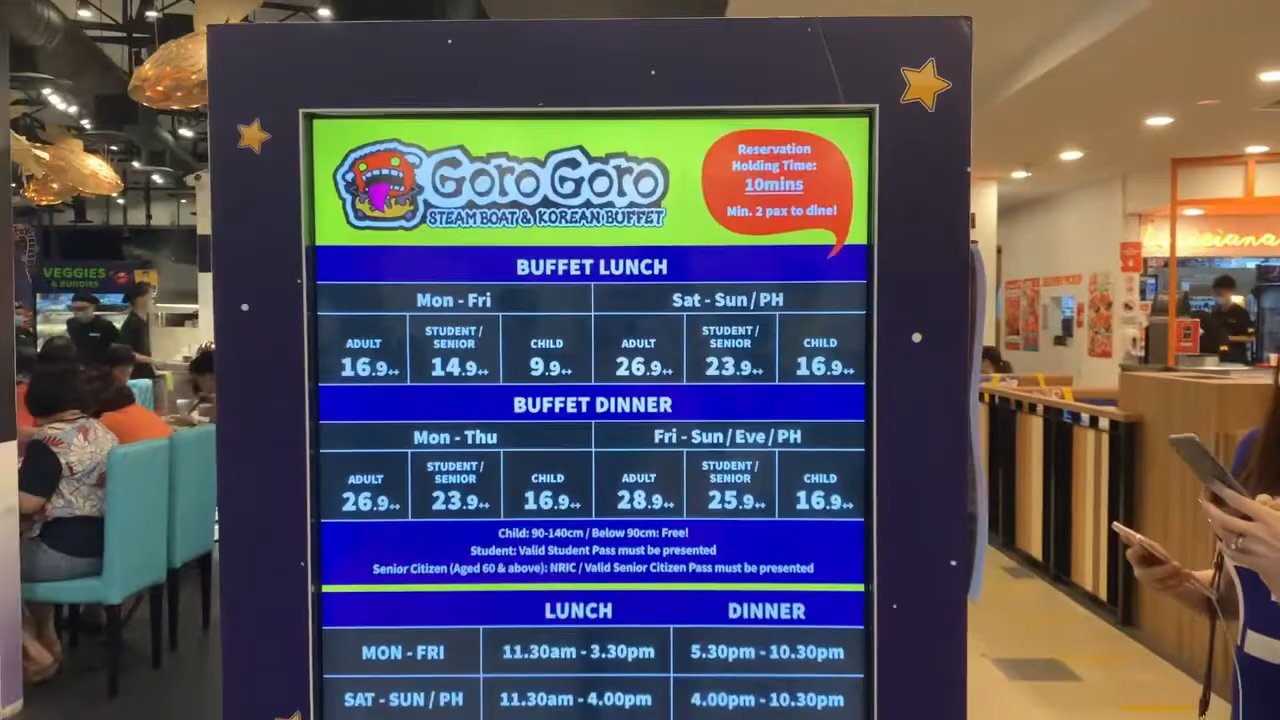 GoroGoro
STEAMBOAT & KOREAN BUFFET
Reservation
Holding Time:
10mins
Min. 2 pax to dine!
BUFFET LUNCH
Mon - Fri
Sat - Sun / PH
ADULT
16.9++
STUDENT /
SENIOR
14.9++
CHILD
9.9++
ADULT
26.9++
STUDENT /
SENIOR
23.9++
CHILD
16.9++
BUFFET DINNER
Mon - Thu
Fri - Sun / Eve / PH
ADULT
26.9++
STUDENT /
SENIOR
23.9++
CHILD
16.9++
ADULT
28.9++
STUDENT /
SENIOR
25.9++
CHILD
16.9++
Child: 90-140cm / Below 90cm: Free!
Student: Valid Student Pass must be presented
Senior Citizen (Aged 60 & above): NRIC / Valid Senior Citizen Pass must be presented
LUNCH DINNER
MON - FRI 11.30am - 3.30pm 5.30pm - 10.30pm
SAT - SUN / PH 11.30am - 4.00pm 4.00pm - 10.30pm
VEGGIES
& BUDDIES
Louisiana